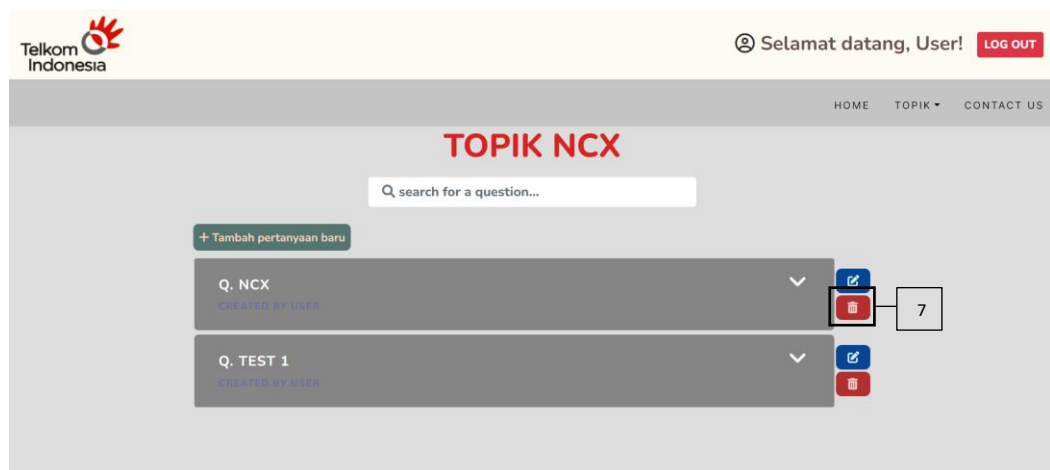 Telkom
Indonesia
Selamat datang, User!
LOG OUT
HOME
TOPIK
CONTACT US
TOPIK NCX
search for a question...
+ Tambah pertanyaan baru
Q. NCX
CREATED BY USER
7
Q. TEST 1
CREATED BY USER